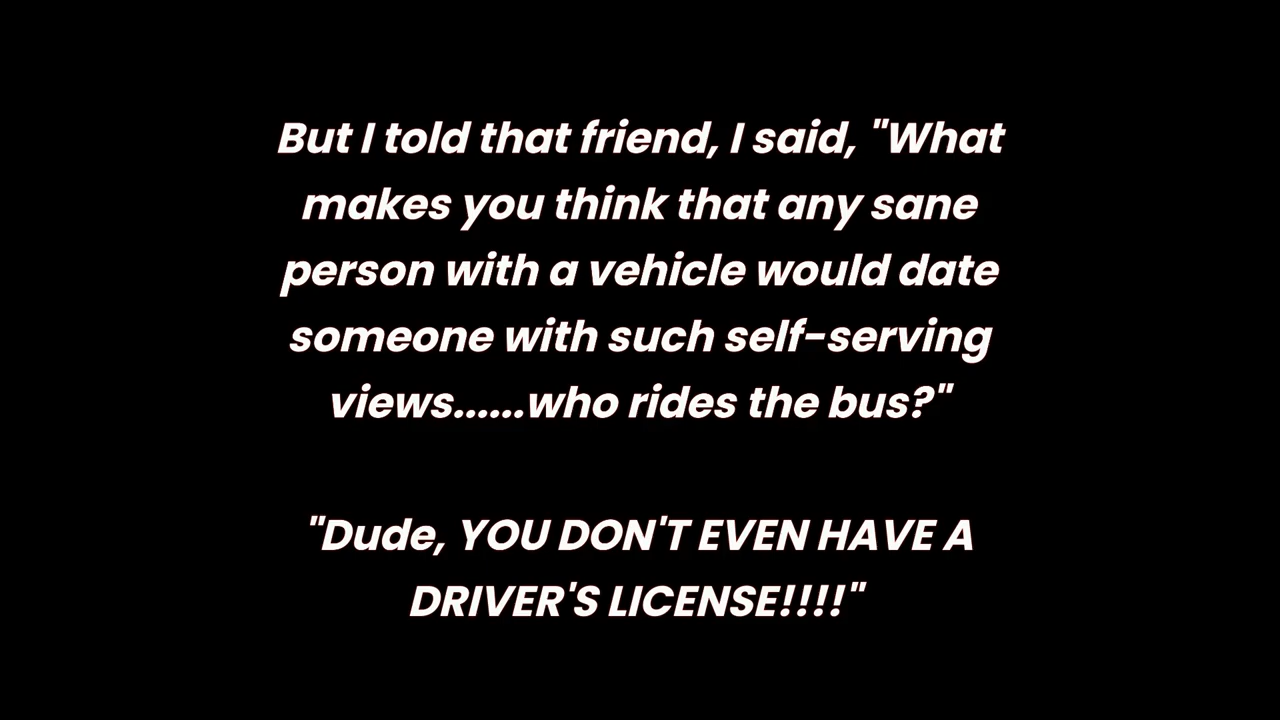 But I told that friend, I said, "What
makes you think that any sane
person with a vehicle would date
someone with such self-serving
views......who rides the bus?"
"Dude, YOU DON'T EVEN HAVE A
DRIVER'S LICENSE!!!!"